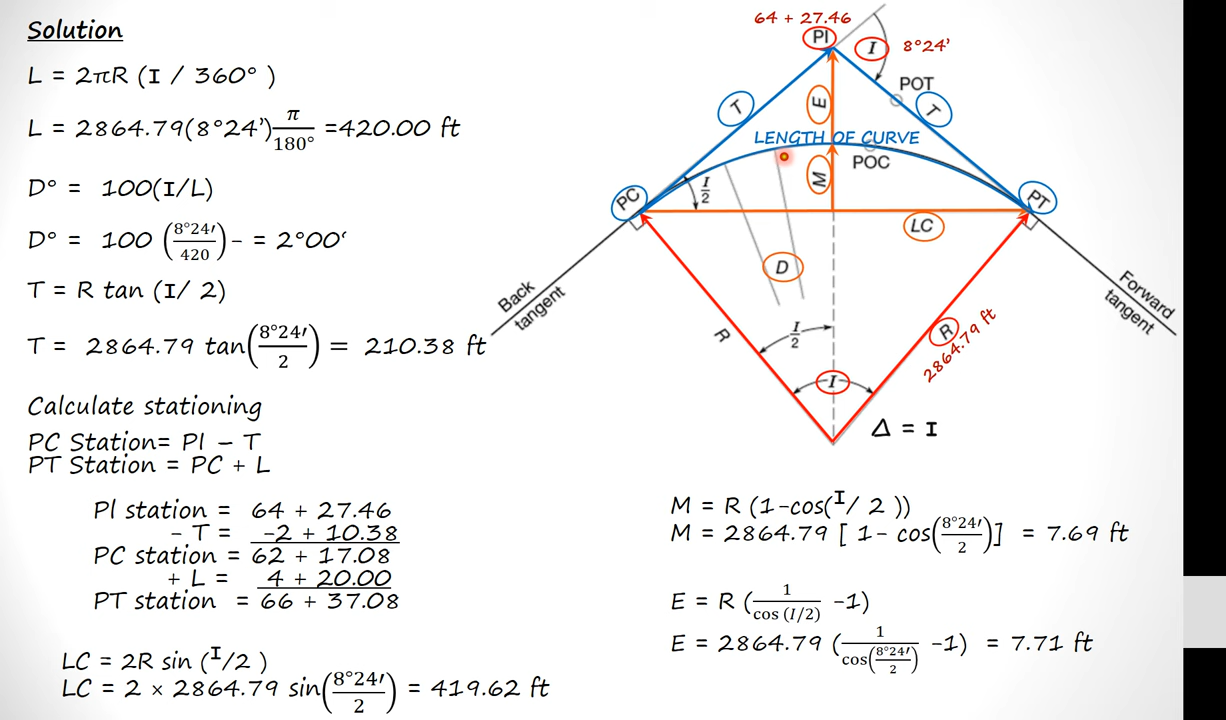 Solution
L = 2πR (I / 360° )
L = 2864.79(8°24') π/180° =420.00 ft
D° = 100(I/L)
D° = 100 (8°24′/420) - = 2°00‘
T = R tan (I/ 2)
T = 2864.79 tan(8°24′/2) = 210.38 ft
Calculate stationing
PC Station= PI – T
PT Station = PC + L
PI station = 64 + 27.46
- T = -2 + 10.38
PC station = 62 + 17.08
+ L = 4 + 20.00
PT station = 66 + 37.08
LC = 2R sin (I/2 )
LC = 2 × 2864.79 sin(8°24′/2) = 419.62 ft
64 + 27.46
PI
I
8°24'
POT
T
E
T
LENGTH OF CURVE
POC
M
I/2
PC
PT
LC
D
Back
tangent
Forward
tangent
R
I/2
R
2864.79 ft
I
Δ = I
M = R (1-cos(I/ 2 ))
M = 2864.79 [ 1- cos(8°24′/2)] = 7.69 ft
E = R (1/cos (I/2) -1)
E = 2864.79 (1/cos(8°24′/2) -1) = 7.71 ft